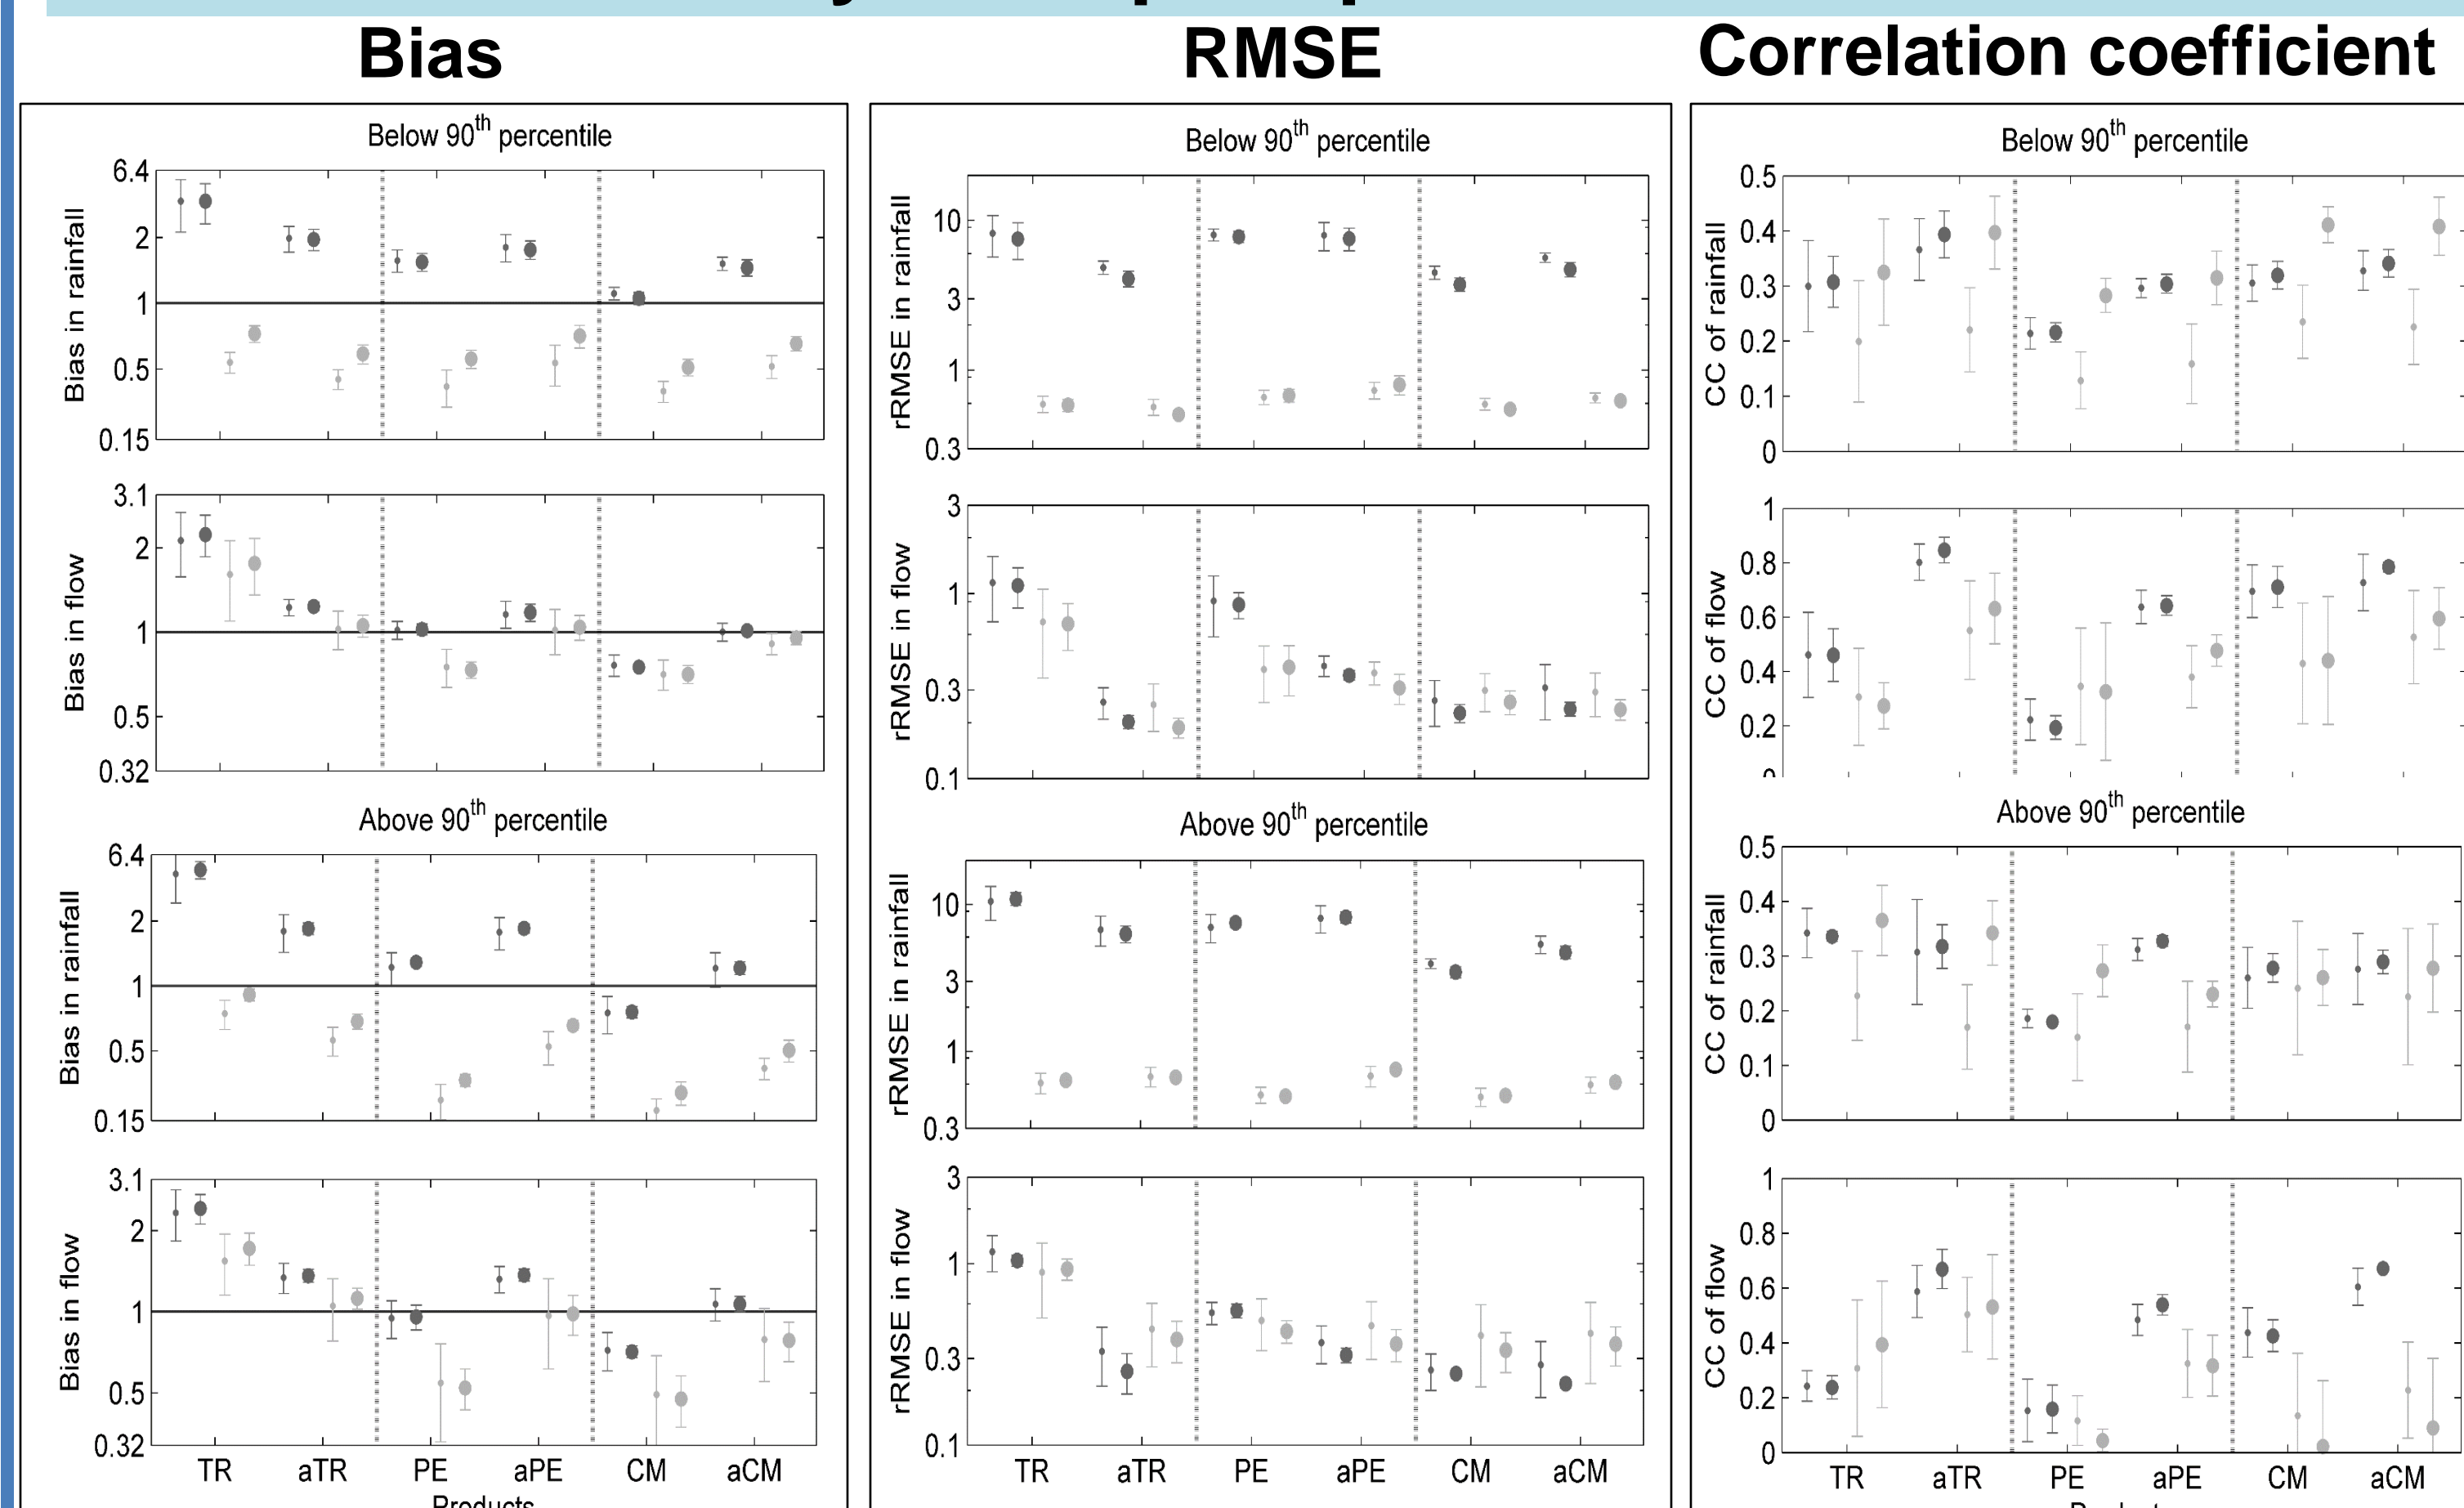 Bias
RMSE
Correlation coefficient
Below 90th percentile
6.4
2
1
0.5
0.15
Bias in rainfall
3.1
2
1
0.5
0.32
Bias in flow
Above 90th percentile
6.4
2
1
0.5
0.15
Bias in rainfall
3.1
2
1
0.5
0.32
Bias in flow
TR aTR PE aPE CM aCM
Products
Below 90th percentile
10
3
1
0.3
rRMSE in rainfall
3
1
0.3
0.1
rRMSE in flow
Above 90th percentile
10
3
1
0.3
rRMSE in rainfall
3
1
0.3
0.1
rRMSE in flow
TR aTR PE aPE CM aCM
Below 90th percentile
0.5
0.4
0.3
0.2
0.1
0
CC of rainfall
1
0.8
0.6
0.4
0.2
0
CC of flow
Above 90th percentile
0.5
0.4
0.3
0.2
0.1
0
CC of rainfall
1
0.8
0.6
0.4
0.2
0
CC of flow
TR aTR PE aPE CM aCM